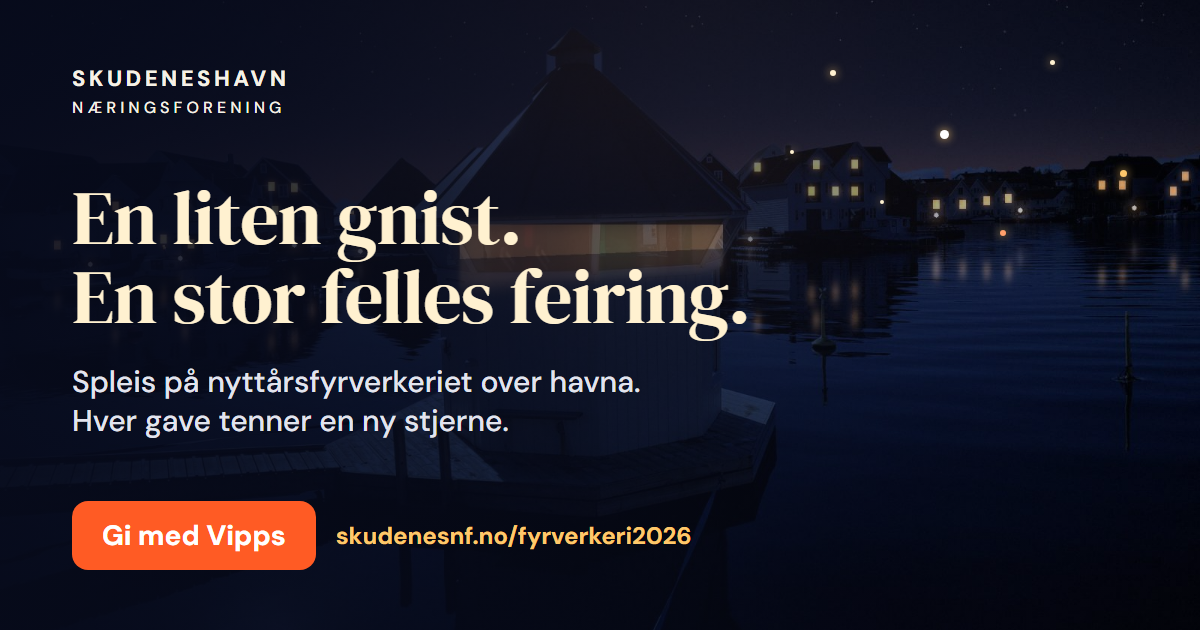 SKUDENESHAVN
NÆRINGSFORENING
En liten gnist.
En stor felles feiring.
Spleis på nyttårsfyrverkeriet over havna.
Hver gave tenner en ny stjerne.
Gi med Vipps
skudenesnf.no/fyrverkeri2026